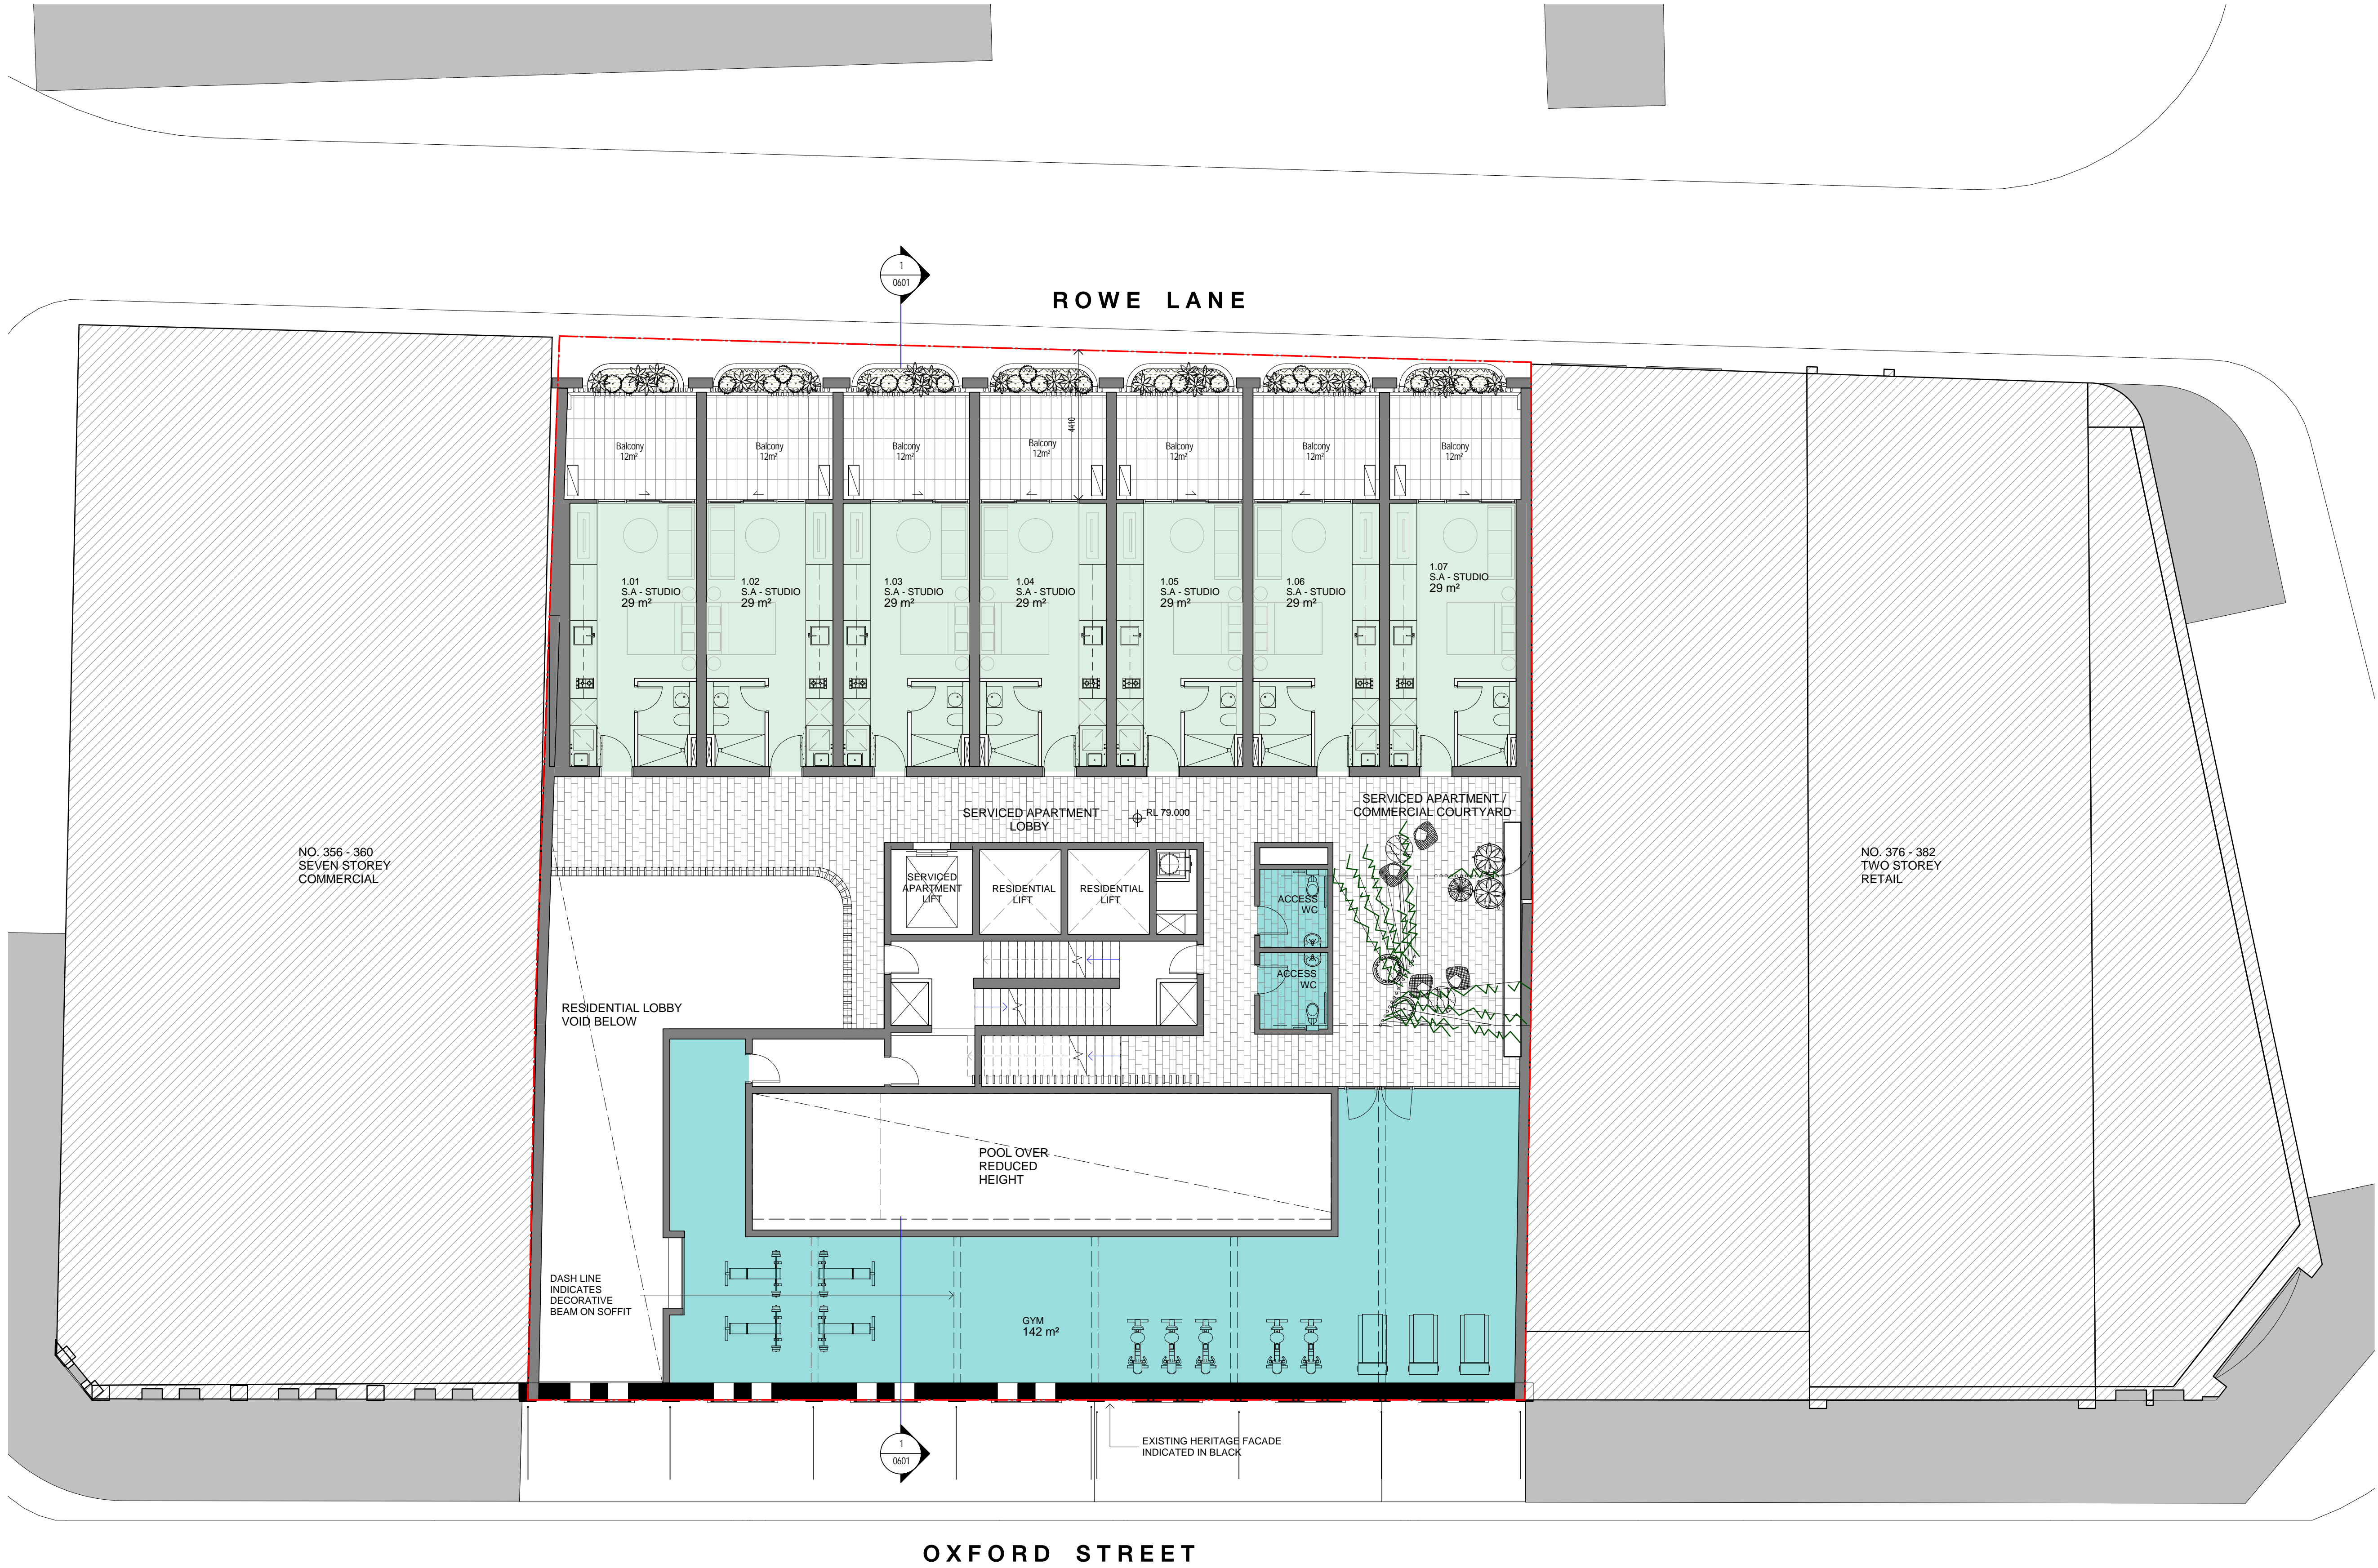 1
0601
ROWE LANE
4410
Balcony
12m²
Balcony
12m²
Balcony
12m²
Balcony
12m²
Balcony
12m²
Balcony
12m²
Balcony
12m²
1.01
S.A - STUDIO
29 m²
1.02
S.A - STUDIO
29 m²
1.03
S.A - STUDIO
29 m²
1.04
S.A - STUDIO
29 m²
1.05
S.A - STUDIO
29 m²
1.06
S.A - STUDIO
29 m²
1.07
S.A - STUDIO
29 m²
SERVICED APARTMENT
LOBBY
RL 79.000
SERVICED APARTMENT /
COMMERCIAL COURTYARD
NO. 356 - 360
SEVEN STOREY
COMMERCIAL
SERVICED
APARTMENT
LIFT
RESIDENTIAL
LIFT
RESIDENTIAL
LIFT
ACCESS
WC
ACCESS
WC
NO. 376 - 382
TWO STOREY
RETAIL
RESIDENTIAL LOBBY
VOID BELOW
POOL OVER
REDUCED
HEIGHT
DASH LINE
INDICATES
DECORATIVE
BEAM ON SOFFIT
GYM
142 m²
EXISTING HERITAGE FACADE
INDICATED IN BLACK
1
0601
OXFORD STREET